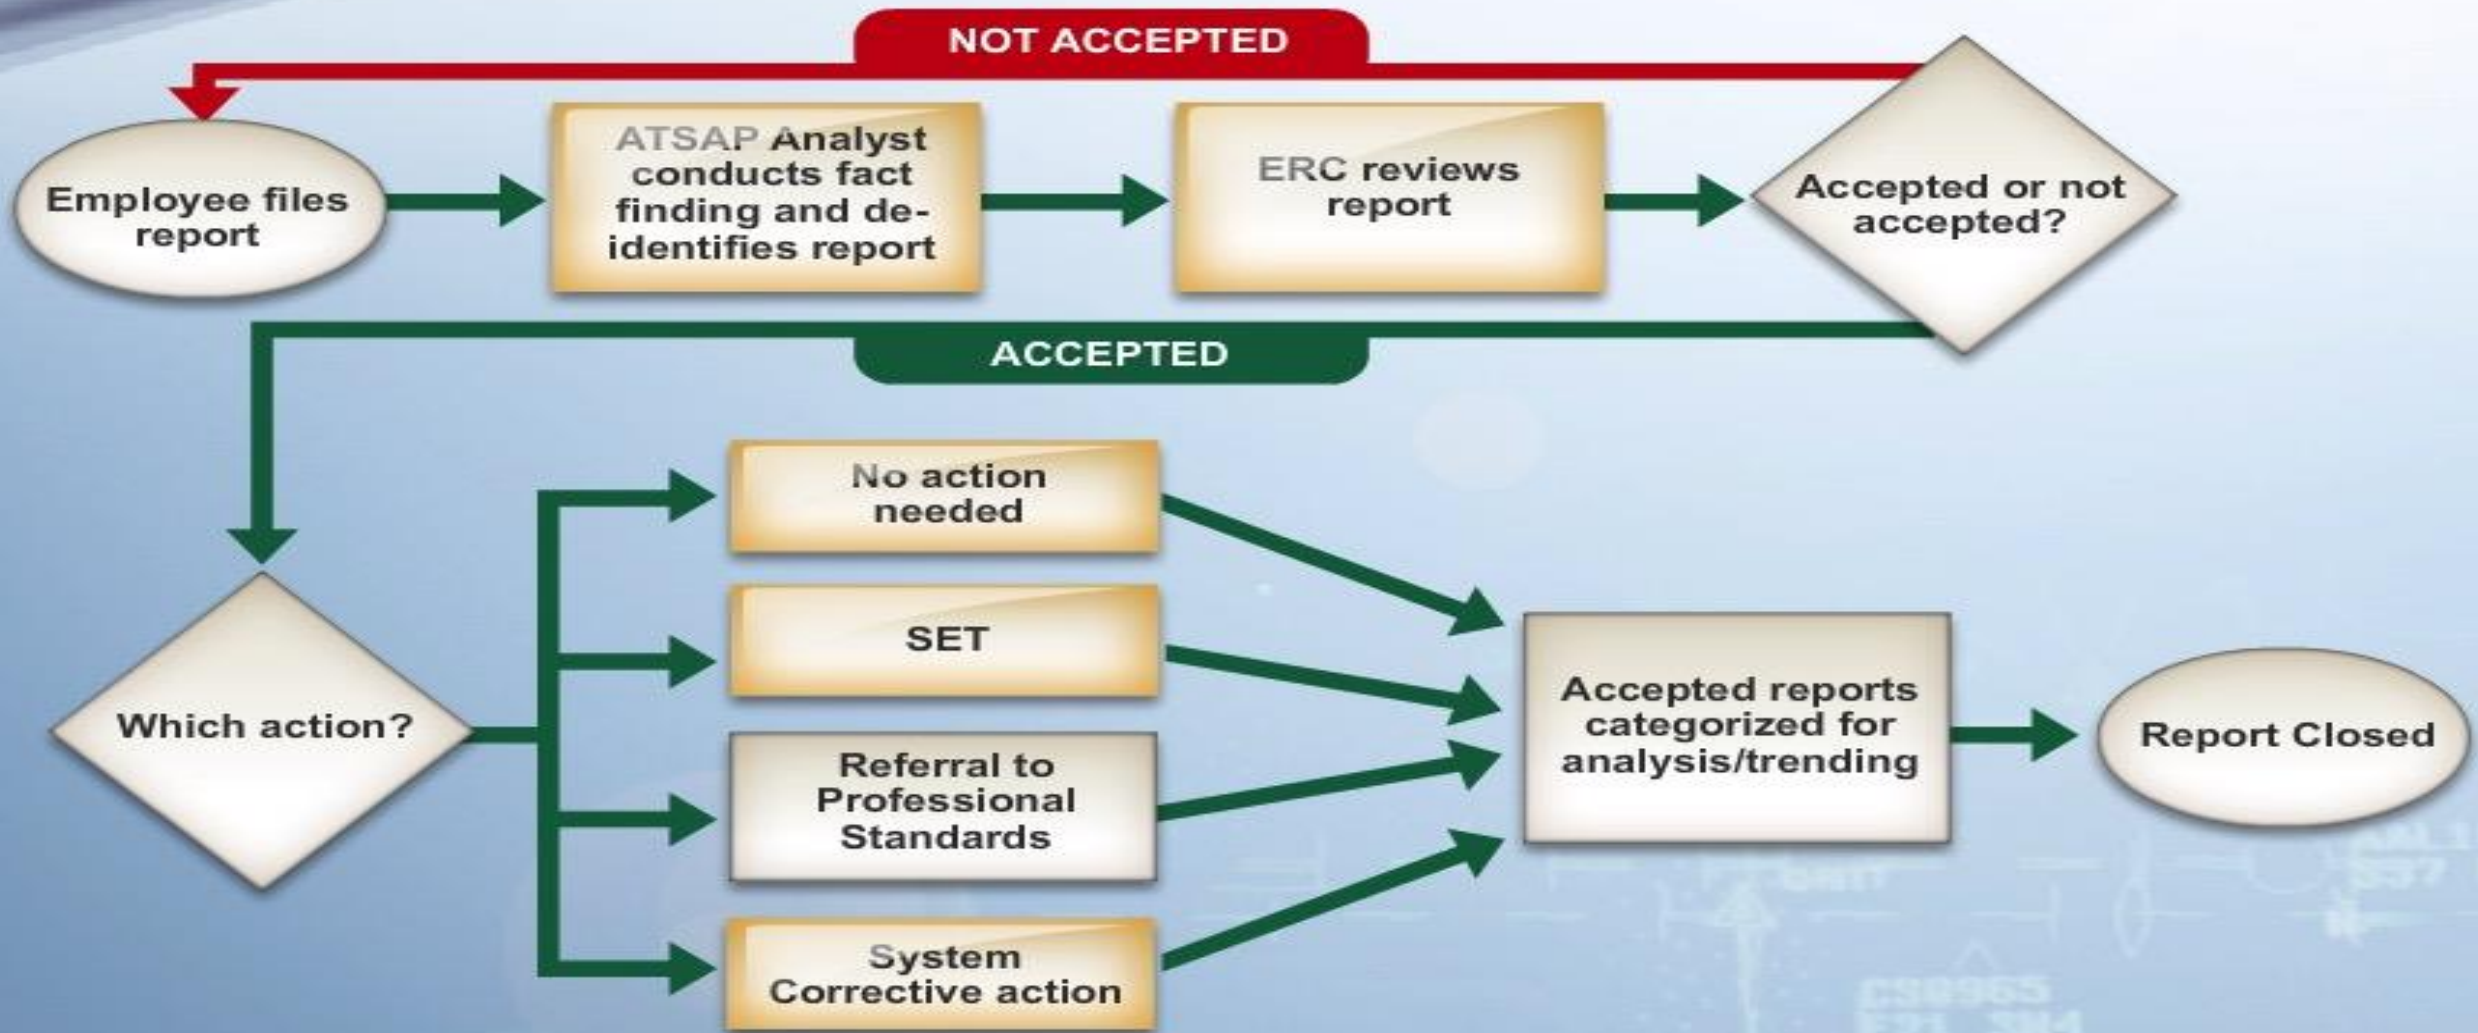 NOT ACCEPTED
Employee files
report
ATSAP Analyst
conducts fact
finding and de-
identifies report
ERC reviews
report
Accepted or not
accepted?
ACCEPTED
Which action?
No action
needed
SET
Referral to
Professional
Standards
System
Corrective action
Accepted reports
categorized for
analysis/trending
Report Closed